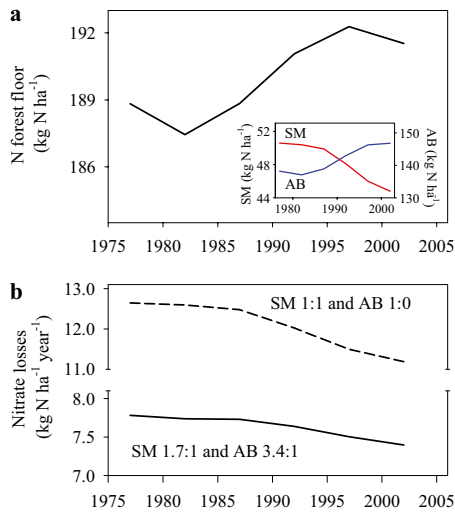 a
N forest floor
(kg N ha⁻¹)
192
189
186
SM (kg N ha⁻¹)
52
48
44
SM
AB
150
140
130
AB (kg N ha⁻¹)
1980 1990 2000
1975 1980 1985 1990 1995 2000 2005
b
Nitrate losses
(kg N ha⁻¹ year⁻¹)
13.0
12.0
11.0
8.0
7.5
7.0
SM 1:1 and AB 1:0
SM 1.7:1 and AB 3.4:1
1975 1980 1985 1990 1995 2000 2005